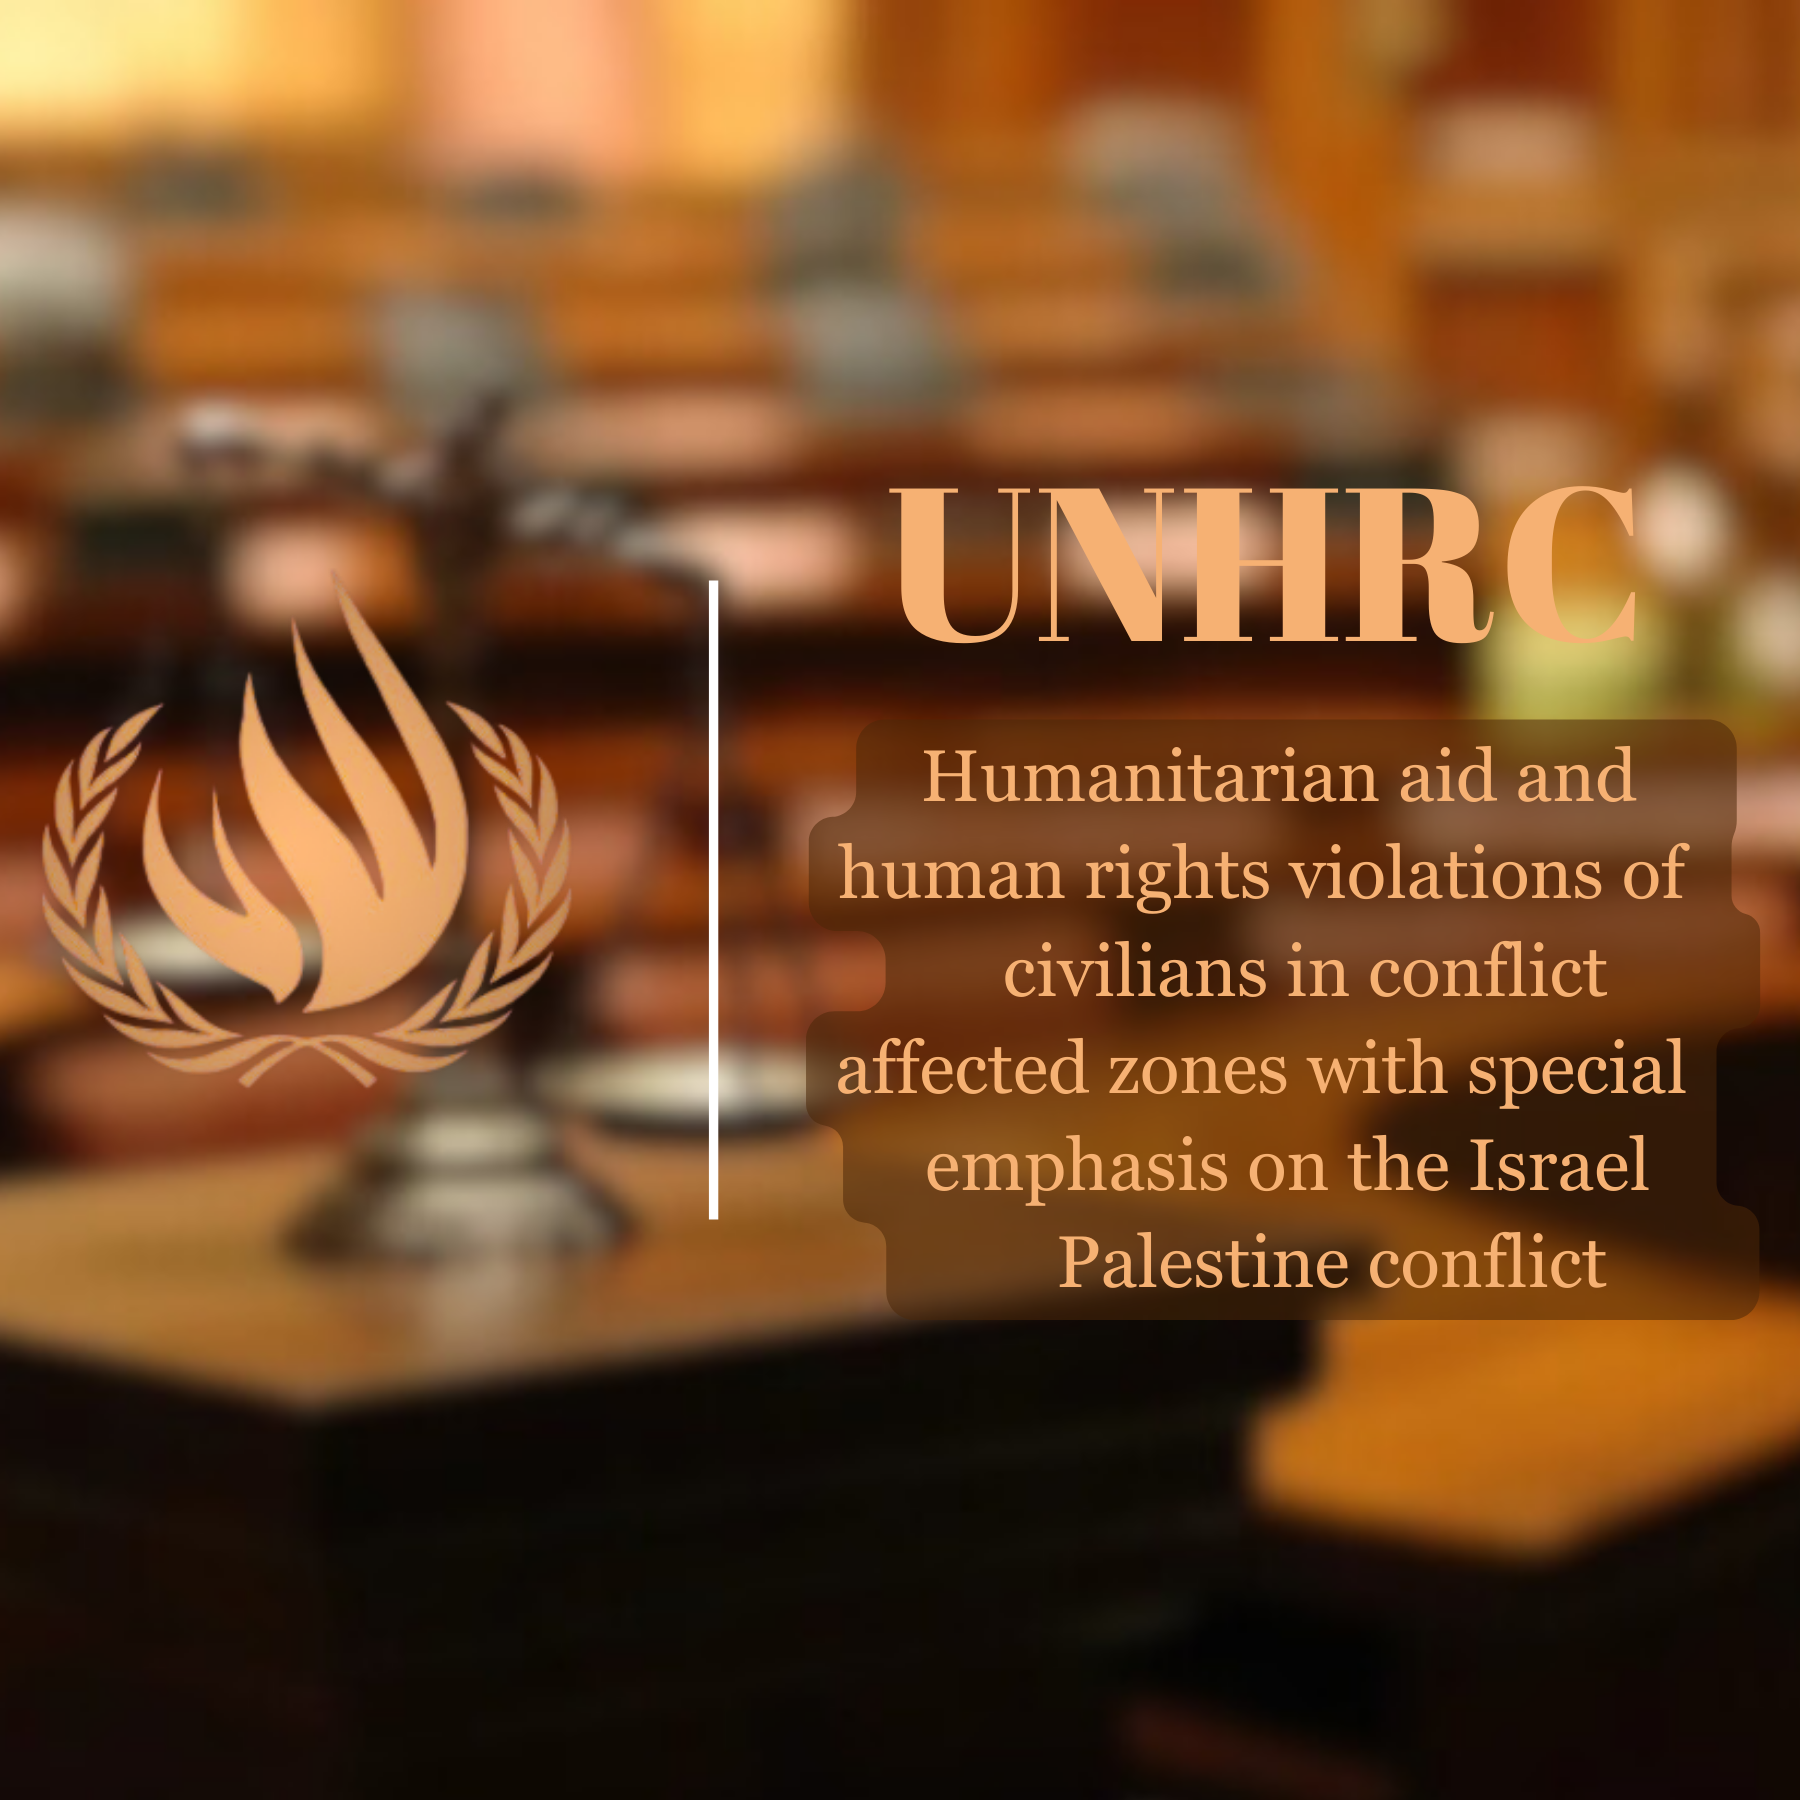 UNHRC
Humanitarian aid and
human rights violations of
civilians in conflict
affected zones with special
emphasis on the Israel
Palestine conflict